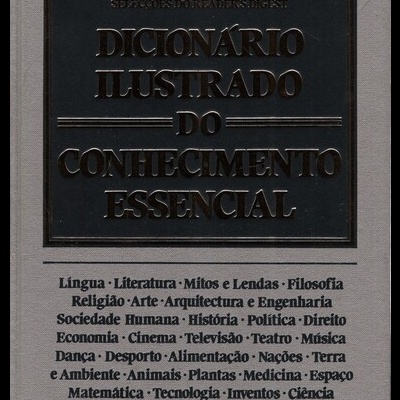 SELECÇÕES DO READER'S DIGEST
DICIONÁRIO
ILUSTRADO
DO
CONHECIMENTO
ESSENCIAL
Língua · Literatura · Mitos e Lendas · Filosofia
Religião · Arte · Arquitectura e Engenharia
Sociedade Humana · História · Política · Direito
Economia · Cinema · Televisão · Teatro · Música
Dança · Desporto · Alimentação · Nações · Terra
e Ambiente · Animais · Plantas · Medicina · Espaço
Matemática · Tecnologia · Inventos · Ciência